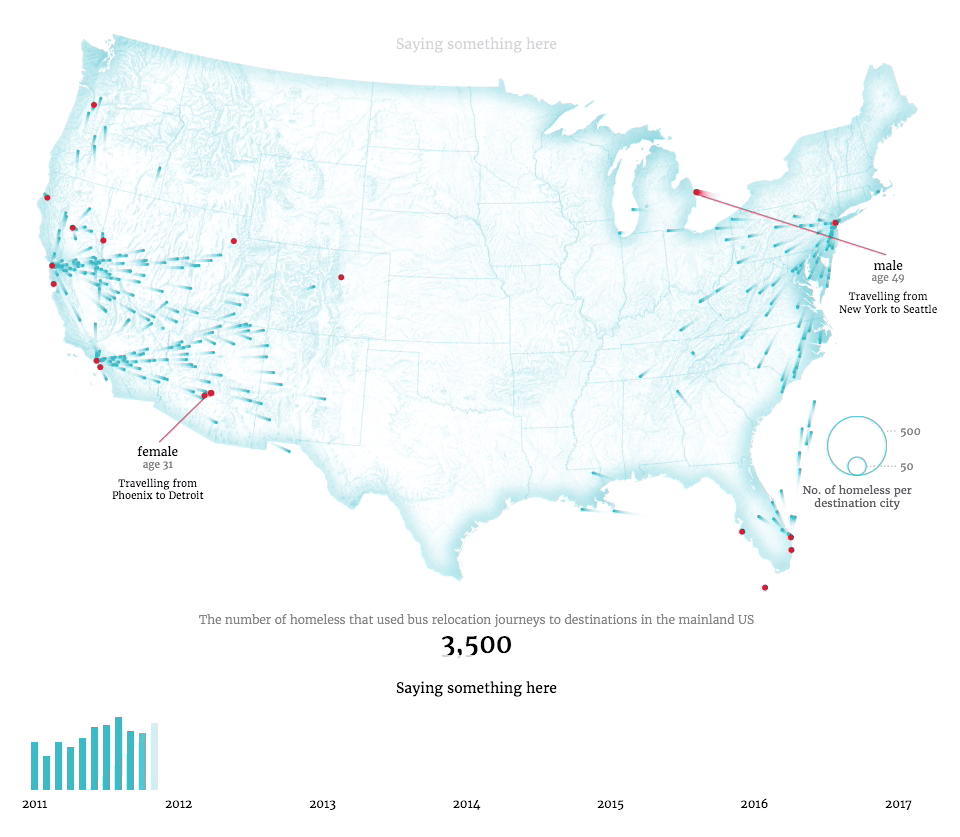 Saying something here
male
age 49
Travelling from
New York to Seattle
female
age 31
Travelling from
Phoenix to Detroit
500
50
No. of homeless per
destination city
The number of homeless that used bus relocation journeys to destinations in the mainland US
3,500
Saying something here
2011 2012 2013 2014 2015 2016 2017